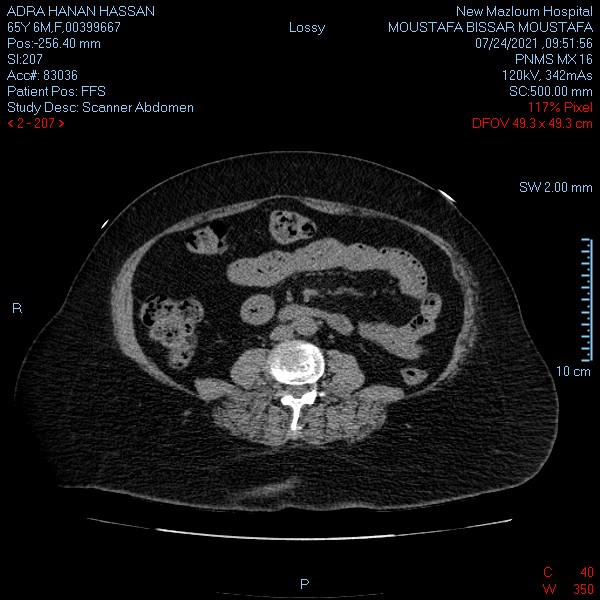 ADRA HANAN HASSAN
65Y 6M,F,00399667
Pos:-256.40 mm
SI:207
Acc#: 83036
Patient Pos: FFS
Study Desc: Scanner Abdomen
< 2 - 207 >
Lossy
New Mazloum Hospital
MOUSTAFA BISSAR MOUSTAFA
07/24/2021 ,09:51:56
PNMS MX 16
120kV, 342mAs
SC:500.00 mm
117% Pixel
DFOV 49.3 x 49.3 cm
SW 2.00 mm
R
10 cm
P
C 40
W 350